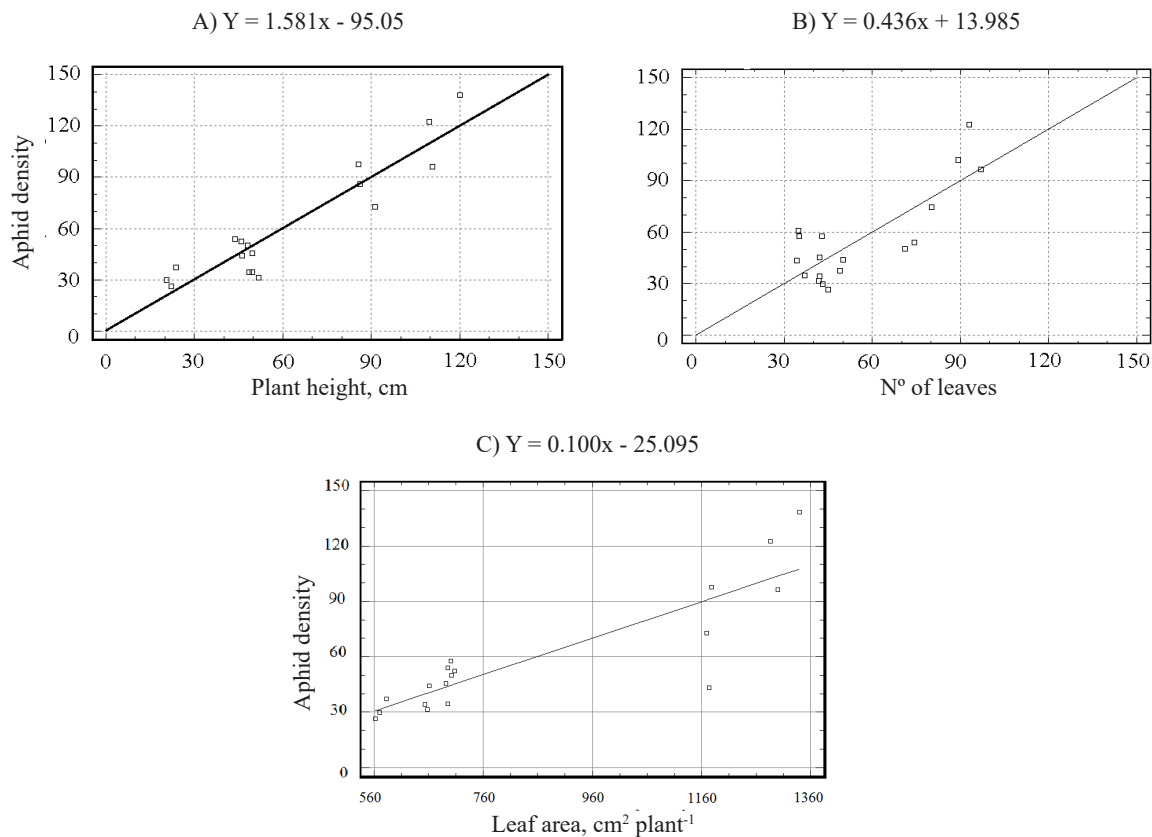 A) Y = 1.581x - 95.05
B) Y = 0.436x + 13.985
150
120
90
60
30
0
Aphid density
0 30 60 90 120 150
Plant height, cm
150
120
90
60
30
0
0 30 60 90 120 150
Nº of leaves
C) Y = 0.100x - 25.095
150
120
90
60
30
0
Aphid density
560 760 960 1160 1360
Leaf area, cm² plant⁻¹